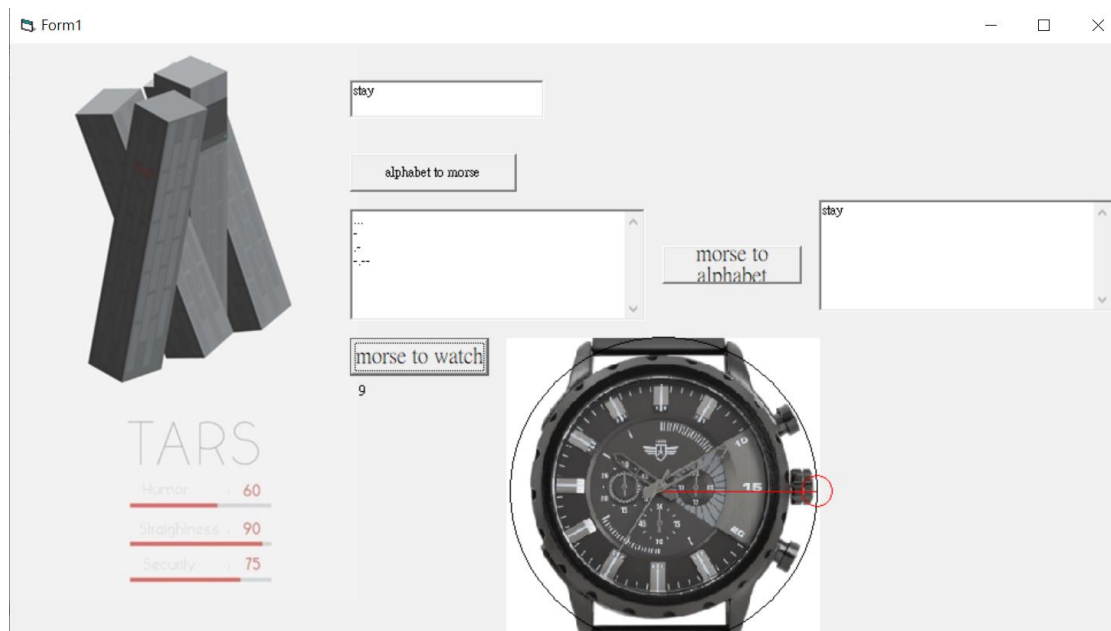 Form1
stay
alphabet to morse
...
-
.-
-.--
morse to
alphabet
stay
morse to watch
9
TARS
Humor : 60
Straightness : 90
Security : 75
10
15
20